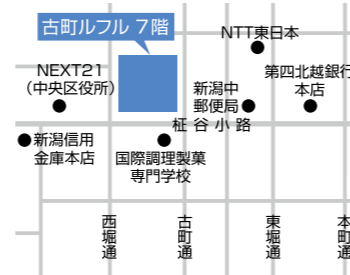 古町ルフル 7階
NTT東日本
NEXT21
(中央区役所)
新潟中
郵便局
第四北越銀行
本店
柾谷小路
新潟信用
金庫本店
国際調理製菓
専門学校
西堀通
古町通
東堀通
本町通